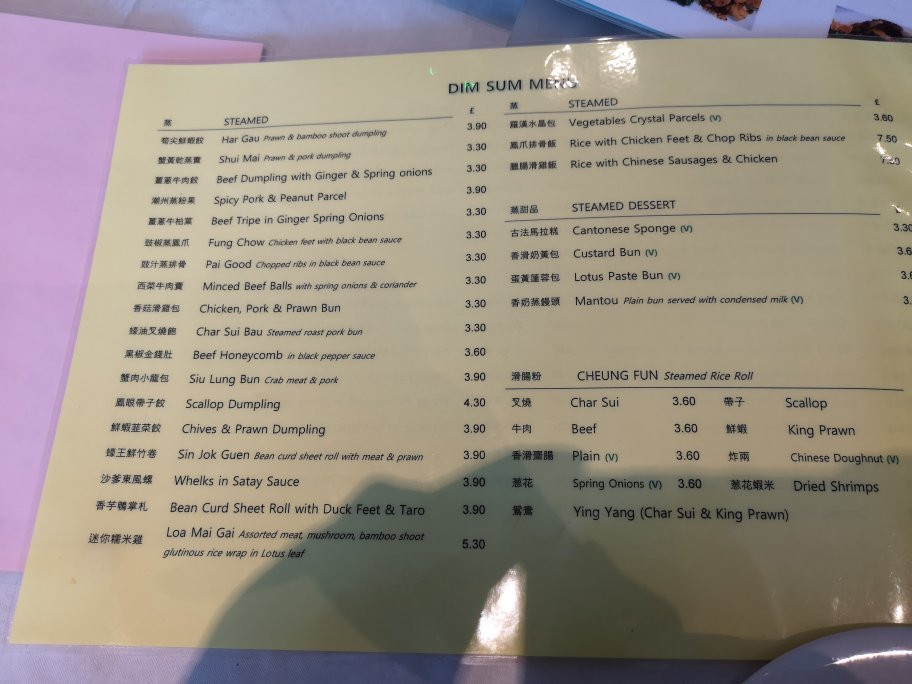 DIM SUM MENU
蒸 STEAMED £
筍尖鮮蝦餃 Har Gau Prawn & bamboo shoot dumpling 3.90
蟹黃乾蒸賣 Shui Mai Prawn & pork dumpling 3.30
薑蔥牛肉餃 Beef Dumpling with Ginger & Spring onions 3.30
潮州蒸粉果 Spicy Pork & Peanut Parcel 3.90
薑蔥牛柏葉 Beef Tripe in Ginger Spring Onions 3.30
豉椒蒸鳳爪 Fung Chow Chicken feet with black bean sauce 3.30
豉汁蒸排骨 Pai Good Chopped ribs in black bean sauce 3.30
西菜牛肉賣 Minced Beef Balls with spring onions & coriander 3.30
香菇滑雞包 Chicken, Pork & Prawn Bun 3.30
蠔油叉燒飽 Char Sui Bau Steamed roast pork bun 3.30
黑椒金錢肚 Beef Honeycomb in black pepper sauce 3.60
蟹肉小龍包 Siu Lung Bun Crab meat & pork 3.90
鳳眼帶子餃 Scallop Dumpling 4.30
鮮蝦韮菜餃 Chives & Prawn Dumpling 3.90
蠔王鮮竹卷 Sin Jok Guen Bean curd sheet roll with meat & prawn 3.90
沙爹東風螺 Whelks in Satay Sauce 3.90
香芋鴨掌札 Bean Curd Sheet Roll with Duck Feet & Taro 3.90
迷你糯米雞 Loa Mai Gai Assorted meat, mushroom, bamboo shoot
glutinous rice wrap in Lotus leaf 5.30
蒸 STEAMED £
羅漢水晶包 Vegetables Crystal Parcels (V) 3.60
鳳爪排骨飯 Rice with Chicken Feet & Chop Ribs in black bean sauce 7.50
臘腸滑雞飯 Rice with Chinese Sausages & Chicken
蒸甜品 STEAMED DESSERT
古法馬拉糕 Cantonese Sponge (V) 3.30
香滑奶黃包 Custard Bun (V)
蛋黃蓮蓉包 Lotus Paste Bun (V)
香奶蒸饅頭 Mantou Plain bun served with condensed milk (V)
滑腸粉 CHEUNG FUN Steamed Rice Roll
叉燒 Char Sui 3.60 帶子 Scallop
牛肉 Beef 3.60 鮮蝦 King Prawn
香滑齋腸 Plain (V) 3.60 炸兩 Chinese Doughnut (V)
蔥花 Spring Onions (V) 3.60 蔥花蝦米 Dried Shrimps
鴛鴦 Ying Yang (Char Sui & King Prawn)